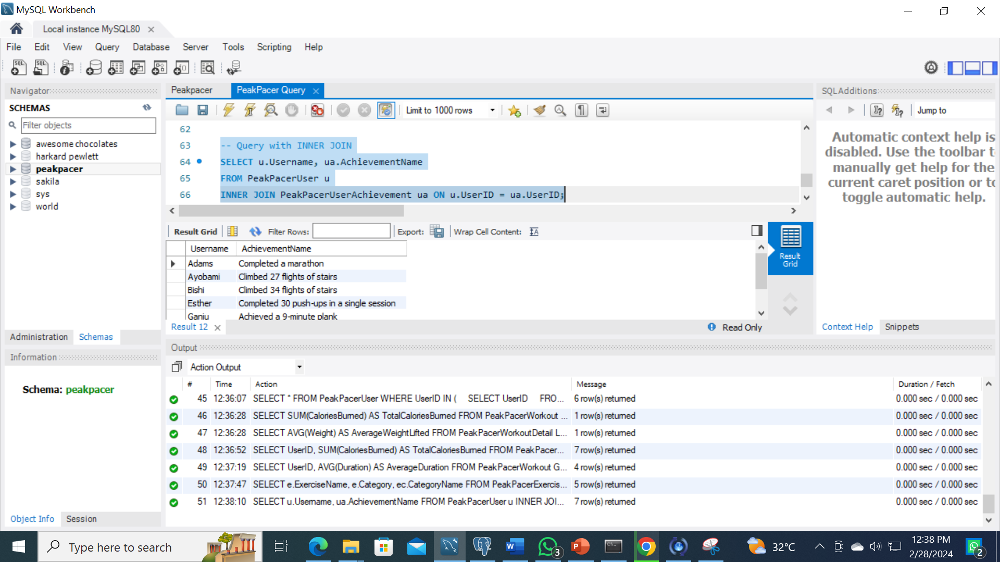 MySQL Workbench
Local instance MySQL80
File Edit View Query Database Server Tools Scripting Help
Navigator
SCHEMAS
Filter objects
awesome chocolates
harkard pewlett
peakpacer
sakila
sys
world
Administration Schemas
Information
Schema: peakpacer
Object Info Session
Peakpacer PeakPacer Query
Limit to 1000 rows
62
63 -- Query with INNER JOIN
64 SELECT u.Username, ua.AchievementName
65 FROM PeakPacerUser u
66 INNER JOIN PeakPacerUserAchievement ua ON u.UserID = ua.UserID;
Result Grid Filter Rows: Export: Wrap Cell Content:
Username AchievementName
Adams Completed a marathon
Ayobami Climbed 27 flights of stairs
Bishi Climbed 34 flights of stairs
Esther Completed 30 push-ups in a single session
Ganiu Achieved a 9-minute plank
Result
Grid
Result 12 Read Only
SQLAdditions
Jump to
Automatic context help is
disabled. Use the toolbar t
manually get help for the
current caret position or to
toggle automatic help.
Context Help Snippets
Output
Action Output
# Time Action Message Duration / Fetch
45 12:36:07 SELECT * FROM PeakPacerUser WHERE UserID IN ( SELECT UserID FRO... 6 row(s) returned 0.000 sec / 0.000 sec
46 12:36:28 SELECT SUM(CaloriesBurned) AS TotalCaloriesBurned FROM PeakPacerWorkout ... 1 row(s) returned 0.000 sec / 0.000 sec
47 12:36:28 SELECT AVG(Weight) AS AverageWeightLifted FROM PeakPacerWorkoutDetail L... 1 row(s) returned 0.000 sec / 0.000 sec
48 12:36:52 SELECT UserID, SUM(CaloriesBurned) AS TotalCaloriesBurned FROM PeakPacer... 7 row(s) returned 0.000 sec / 0.000 sec
49 12:37:19 SELECT UserID, AVG(Duration) AS AverageDuration FROM PeakPacerWorkout G... 4 row(s) returned 0.000 sec / 0.000 sec
50 12:37:47 SELECT e.ExerciseName, e.Category, ec.CategoryName FROM PeakPacerExercis... 5 row(s) returned 0.000 sec / 0.000 sec
51 12:38:10 SELECT u.Username, ua.AchievementName FROM PeakPacerUser u INNER JOI... 7 row(s) returned 0.000 sec / 0.000 sec
Type here to search
3
32°C
12:38 PM
2/28/2024
2